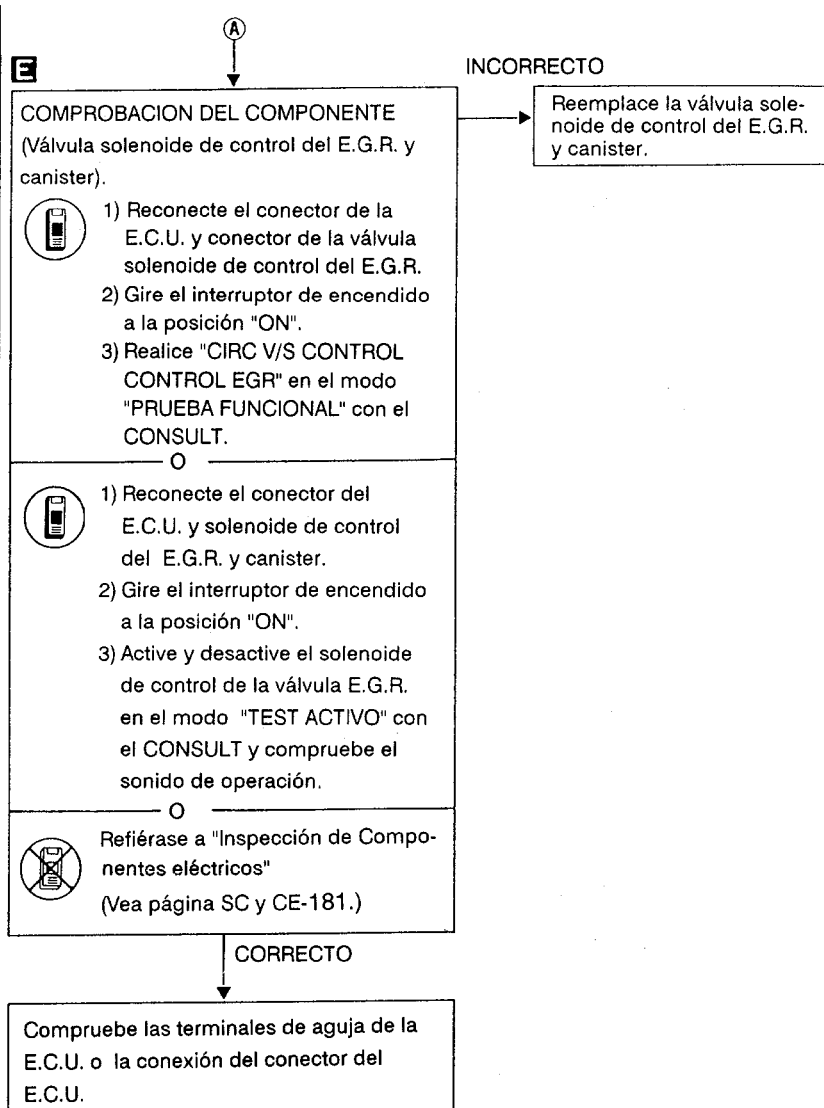 A
E
INCORRECTO
COMPROBACION DEL COMPONENTE
(Válvula solenoide de control del E.G.R. y
canister).
1) Reconecte el conector de la
E.C.U. y conector de la válvula
solenoide de control del E.G.R.
2) Gire el interruptor de encendido
a la posición "ON".
3) Realice "CIRC V/S CONTROL
CONTROL EGR" en el modo
"PRUEBA FUNCIONAL" con el
CONSULT.
O
1) Reconecte el conector del
E.C.U. y solenoide de control
del E.G.R. y canister.
2) Gire el interruptor de encendido
a la posición "ON".
3) Active y desactive el solenoide
de control de la válvula E.G.R.
en el modo "TEST ACTIVO" con
el CONSULT y compruebe el
sonido de operación.
O
Refiérase a "Inspección de Compo-
nentes eléctricos"
(Vea página SC y CE-181.)
Reemplace la válvula sole-
noide de control del E.G.R.
y canister.
CORRECTO
Compruebe las terminales de aguja de la
E.C.U. o la conexión del conector del
E.C.U.